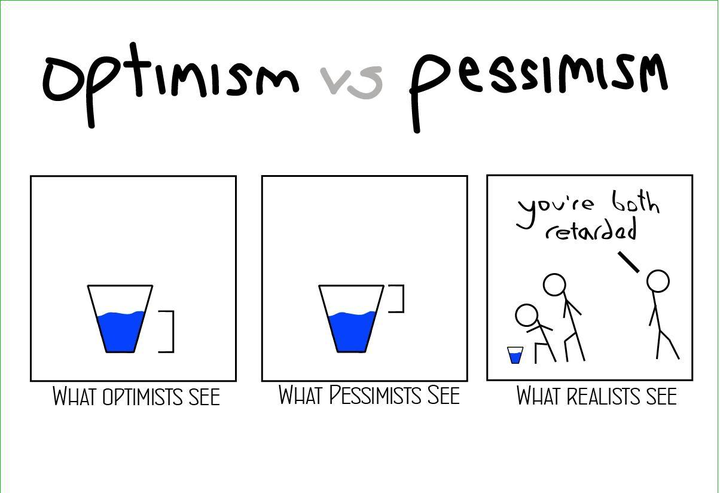 optimism vs pessimism
you're both
retarded
WHAT OPTIMISTS SEE
WHAT PESSIMISTS SEE
WHAT REALISTS SEE